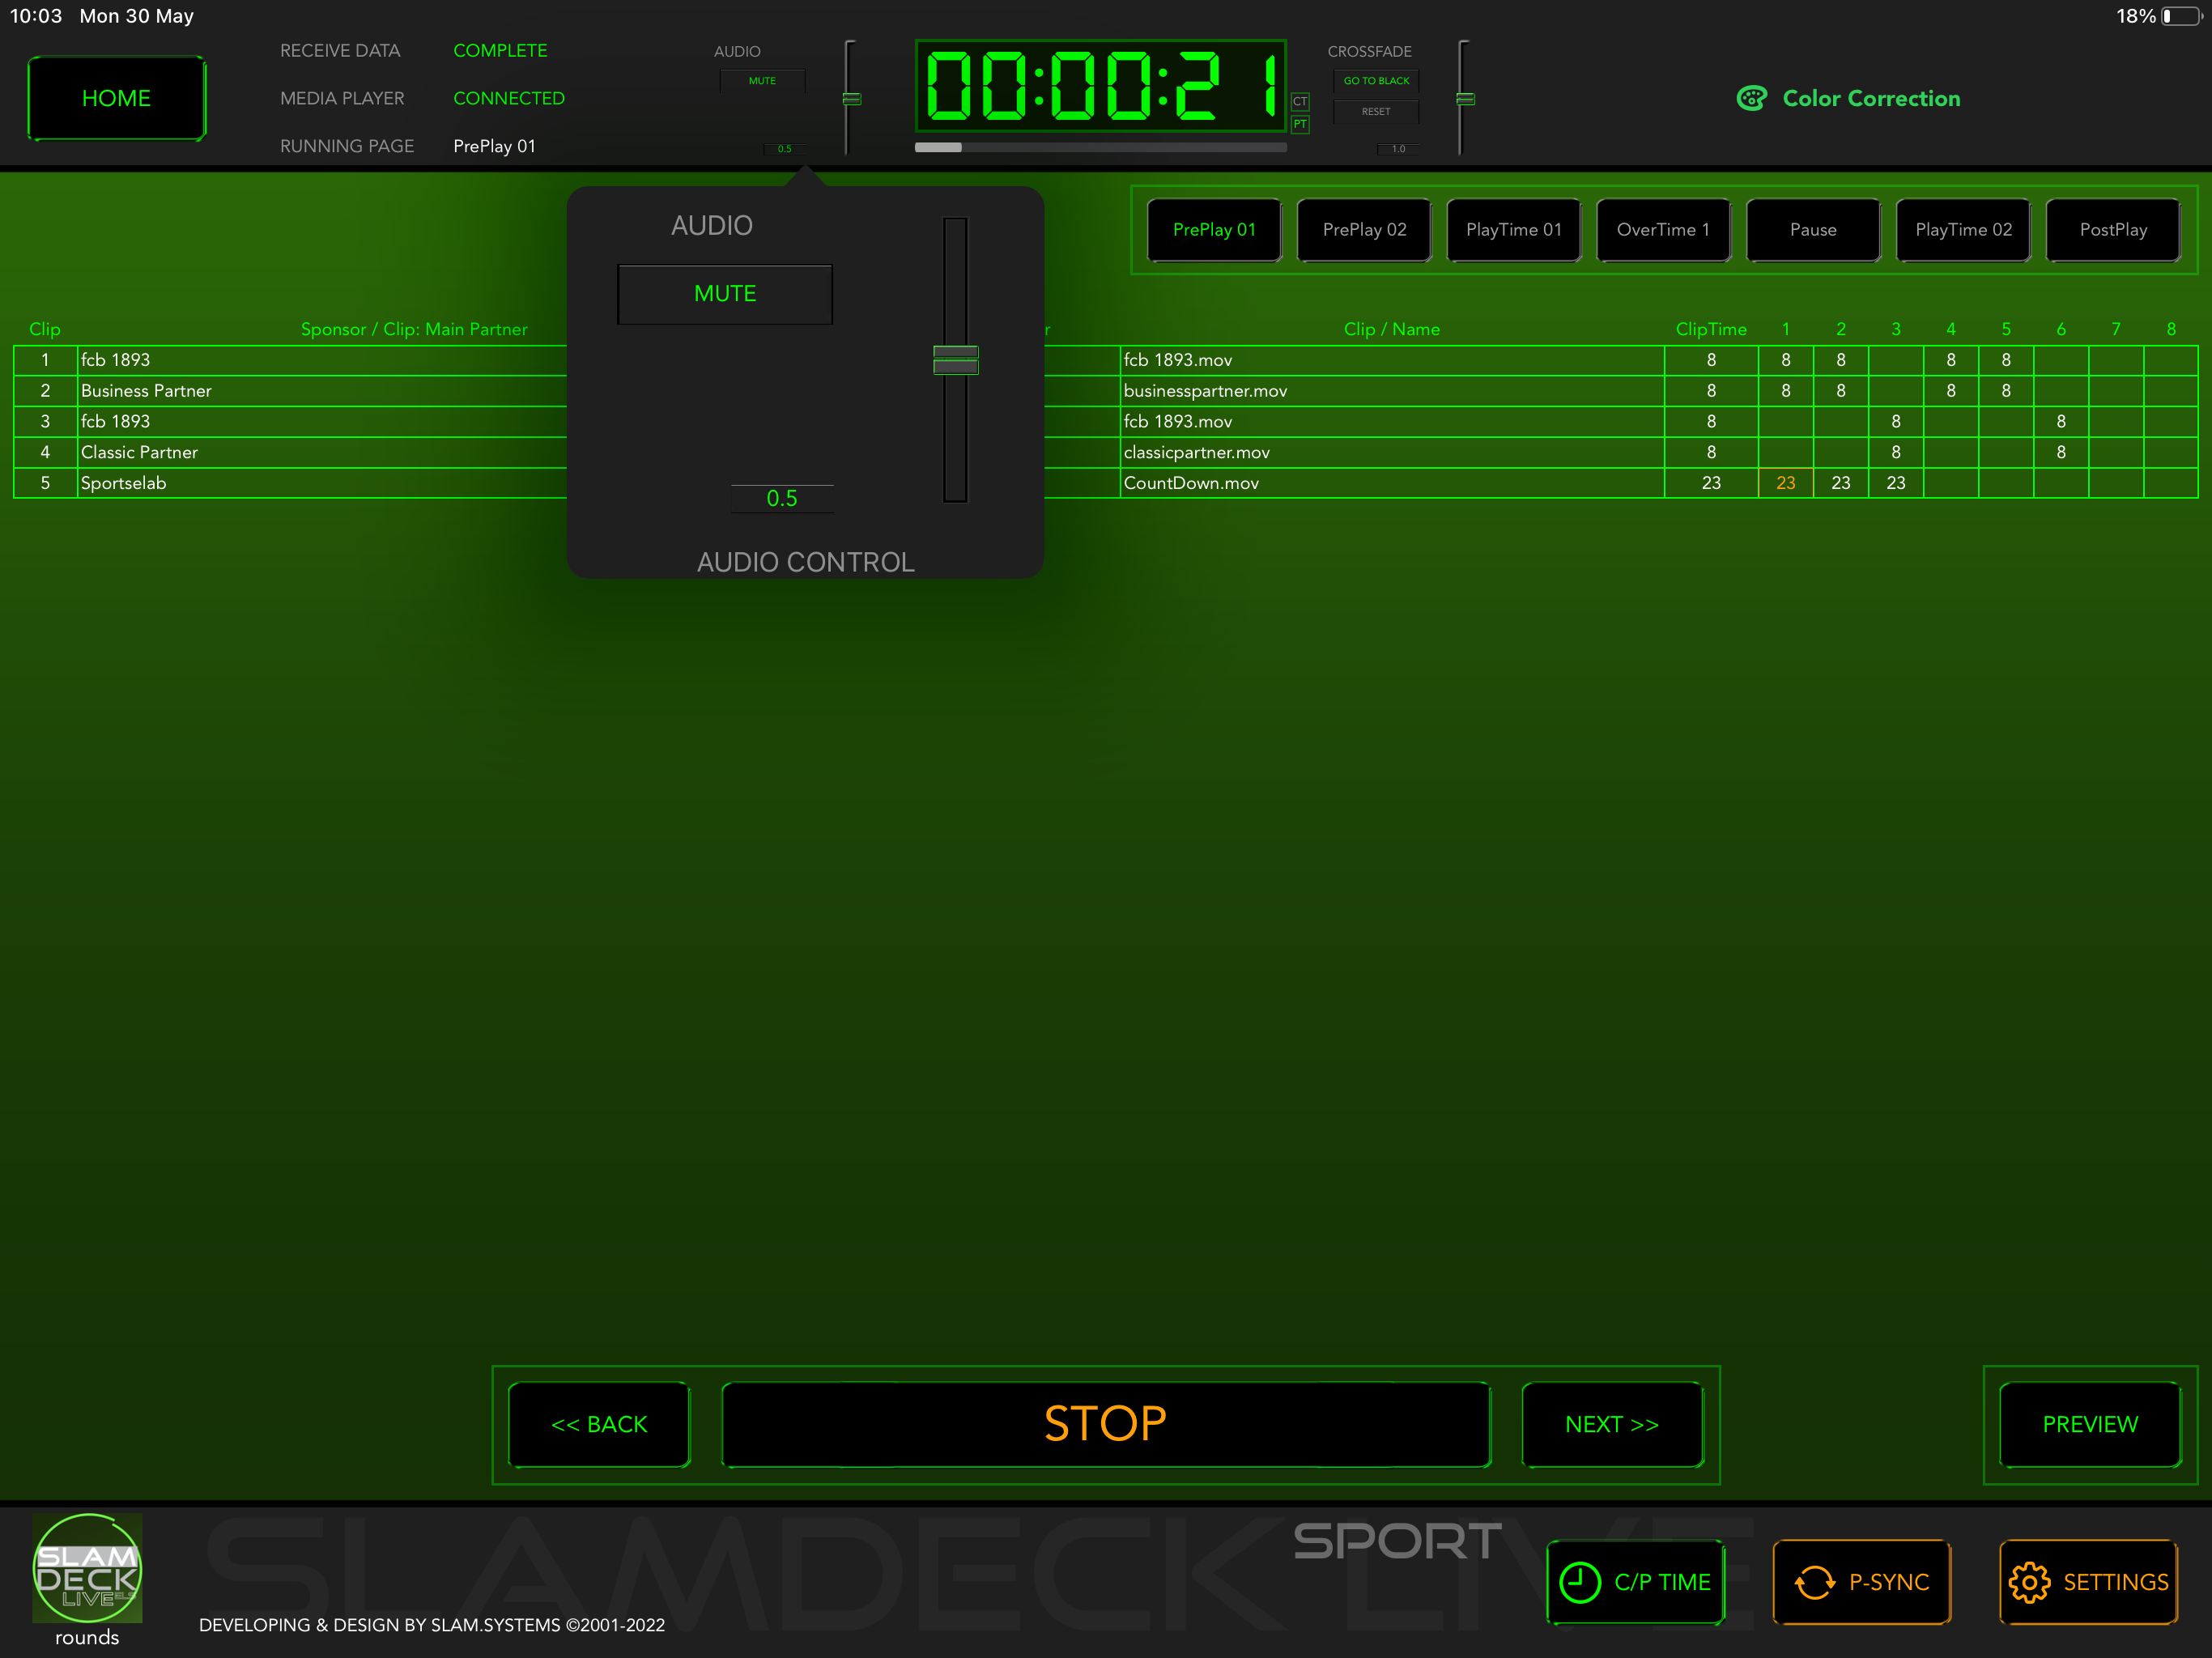 10:03 Mon 30 May 18%
HOME
RECEIVE DATA COMPLETE
MEDIA PLAYER CONNECTED
RUNNING PAGE PrePlay 01
AUDIO
MUTE
0.5
00:00:21
CT
PT
CROSSFADE
GO TO BLACK
RESET
1.0
Color Correction
AUDIO
MUTE
0.5
AUDIO CONTROL
PrePlay 01 PrePlay 02 PlayTime 01 OverTime 1 Pause PlayTime 02 PostPlay
Clip Sponsor / Clip: Main Partner r Clip / Name ClipTime 1 2 3 4 5 6 7 8
1 fcb 1893 fcb 1893.mov 8 8 8 8 8
2 Business Partner businesspartner.mov 8 8 8 8 8
3 fcb 1893 fcb 1893.mov 8 8 8
4 Classic Partner classicpartner.mov 8 8 8
5 Sportselab CountDown.mov 23 23 23 23
<< BACK STOP NEXT >> PREVIEW
SLAM
DECK
LIVE
rounds
SLAMDECK LIVE
SPORT
DEVELOPING & DESIGN BY SLAM.SYSTEMS ©2001-2022
C/P TIME P-SYNC SETTINGS